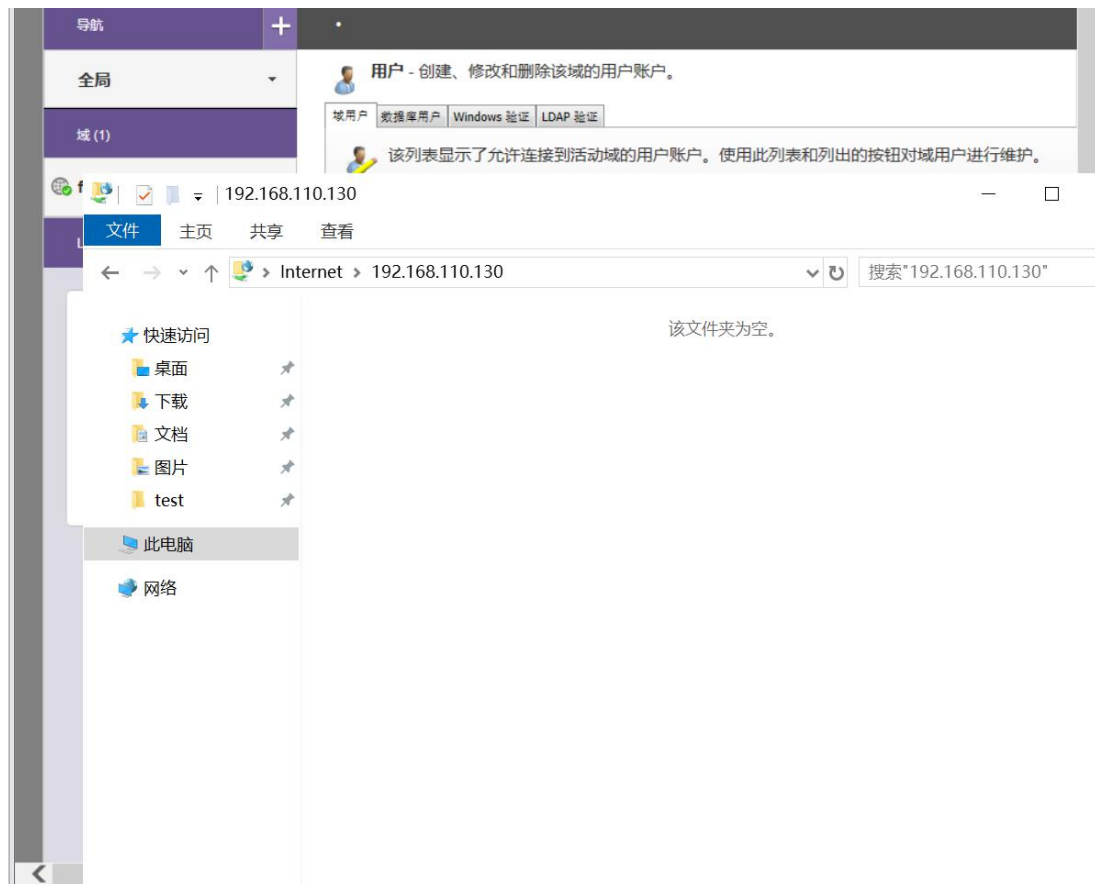 导航
全局
用户 - 创建、修改和删除该域的用户账户。
域用户 数据库用户 Windows 验证 LDAP 验证
域 (1)
该列表显示了允许连接到活动域的用户账户。使用此列表和列出的按钮对域用户进行维护。
f
192.168.110.130
L
文件 主页 共享 查看
Internet 192.168.110.130 搜索"192.168.110.130"
该文件夹为空。
快速访问
桌面
下载
文档
图片
test
此电脑
网络